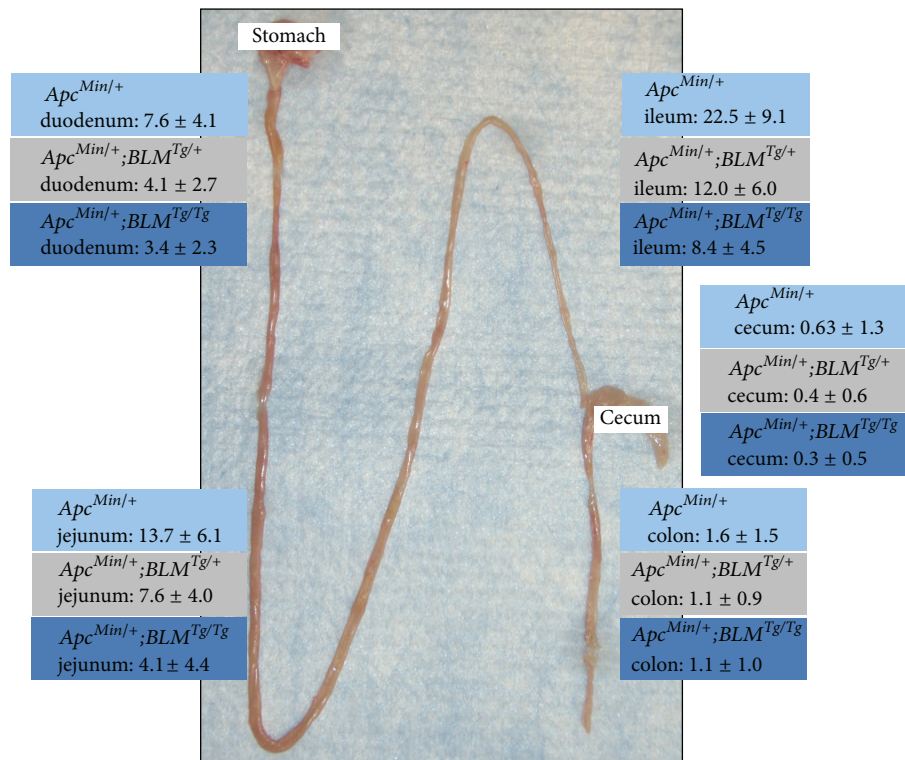 Stomach
Apc^Min/+
duodenum: 7.6 ± 4.1
Apc^Min/+;BLM^Tg/+
duodenum: 4.1 ± 2.7
Apc^Min/+;BLM^Tg/Tg
duodenum: 3.4 ± 2.3
Apc^Min/+
ileum: 22.5 ± 9.1
Apc^Min/+;BLM^Tg/+
ileum: 12.0 ± 6.0
Apc^Min/+;BLM^Tg/Tg
ileum: 8.4 ± 4.5
Apc^Min/+
cecum: 0.63 ± 1.3
Apc^Min/+;BLM^Tg/+
cecum: 0.4 ± 0.6
Apc^Min/+;BLM^Tg/Tg
cecum: 0.3 ± 0.5
Cecum
Apc^Min/+
jejunum: 13.7 ± 6.1
Apc^Min/+;BLM^Tg/+
jejunum: 7.6 ± 4.0
Apc^Min/+;BLM^Tg/Tg
jejunum: 4.1 ± 4.4
Apc^Min/+
colon: 1.6 ± 1.5
Apc^Min/+;BLM^Tg/+
colon: 1.1 ± 0.9
Apc^Min/+;BLM^Tg/Tg
colon: 1.1 ± 1.0